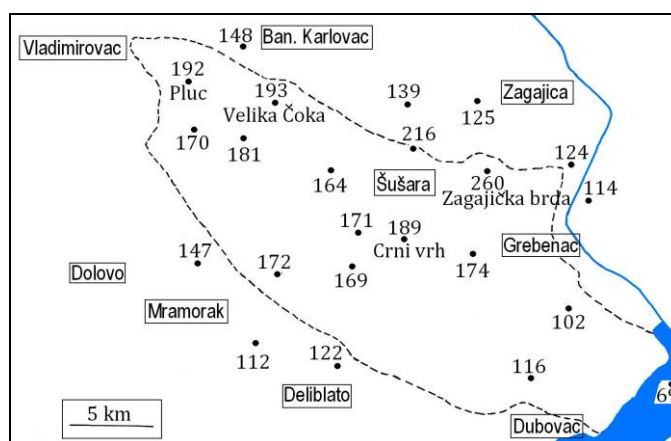 148
Ban. Karlovac
Vladimirovac
192
Pluc
193
Velika Čoka
139
125
Zagajica
170
181
216
164
Šušara
260
Zagajička brda
124
114
171
189
Crni vrh
174
Grebenac
147
172
169
Dolovo
Mramorak
102
112
122
116
Deliblato
5 km
Dubovac